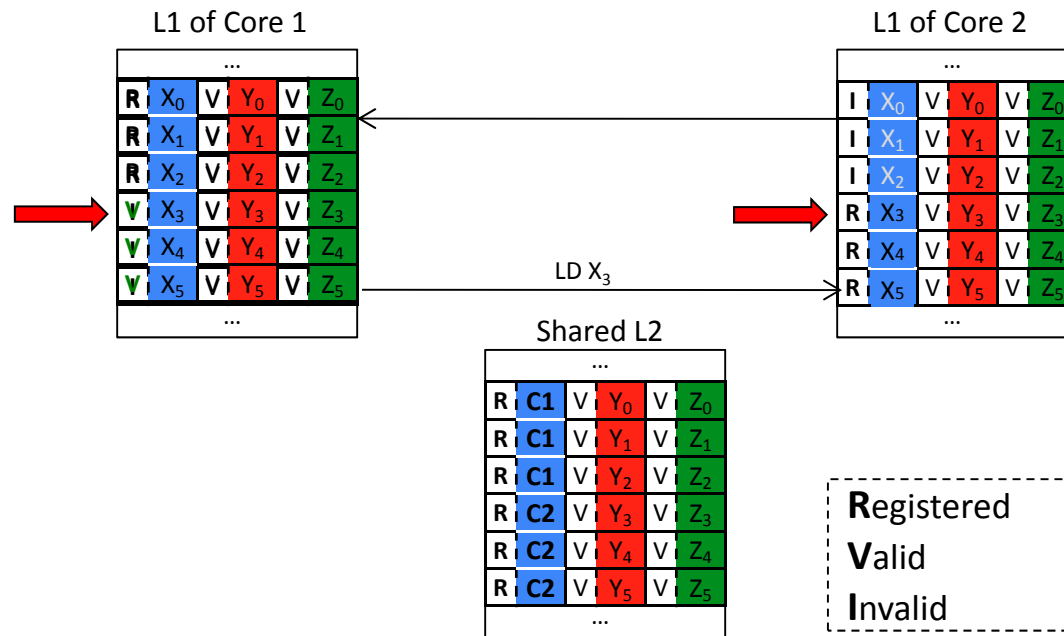 L1 of Core 1
...
R X₀ V Y₀ V Z₀
R X₁ V Y₁ V Z₁
R X₂ V Y₂ V Z₂
V X₃ V Y₃ V Z₃
V X₄ V Y₄ V Z₄
V X₅ V Y₅ V Z₅
...
L1 of Core 2
...
I X₀ V Y₀ V Z₀
I X₁ V Y₁ V Z₁
I X₂ V Y₂ V Z₂
R X₃ V Y₃ V Z₃
R X₄ V Y₄ V Z₄
R X₅ V Y₅ V Z₅
...
LD X₃
Shared L2
...
R C1 V Y₀ V Z₀
R C1 V Y₁ V Z₁
R C1 V Y₂ V Z₂
R C2 V Y₃ V Z₃
R C2 V Y₄ V Z₄
R C2 V Y₅ V Z₅
...
Registered
Valid
Invalid